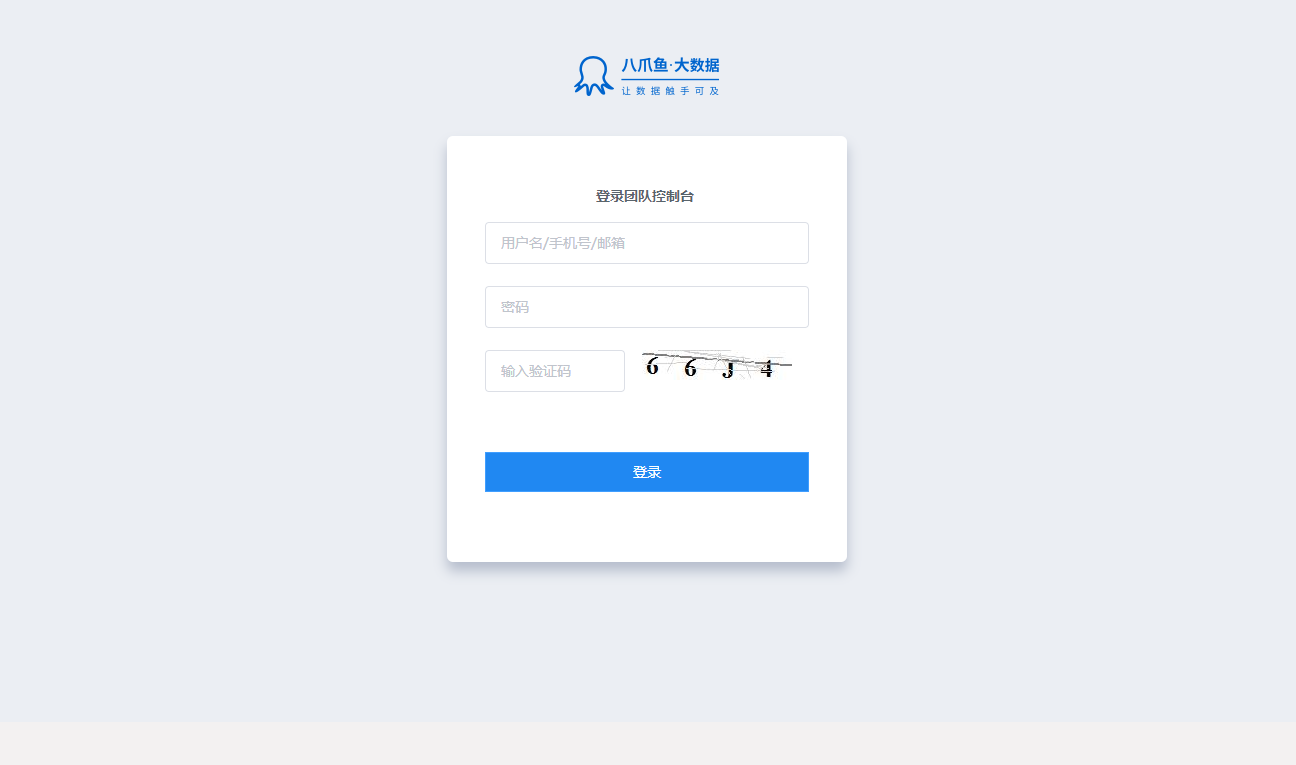 八爪鱼·大数据
让数据触手可及
登录团队控制台
用户名/手机号/邮箱
密码
输入验证码
6 6 J 4
登录